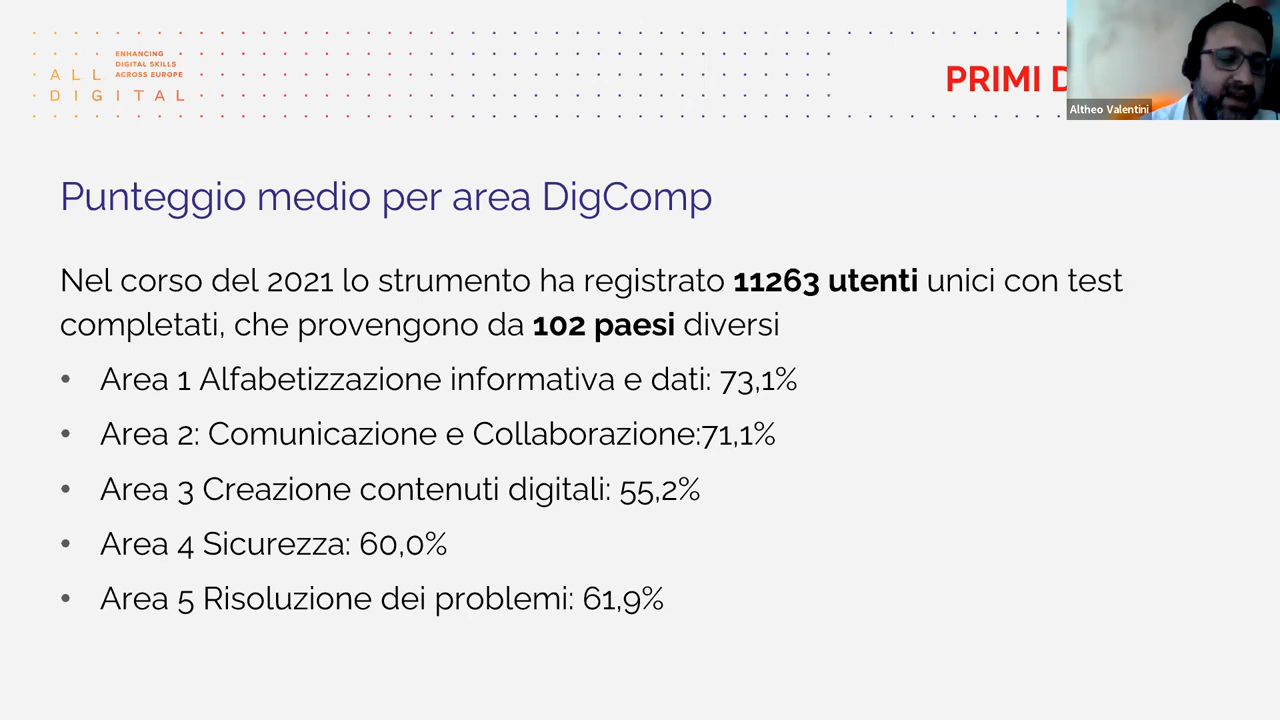 ENHANCING
DIGITAL SKILLS
ACROSS EUROPE
ALL
DIGITAL
PRIMI
Altheo Valentini
Punteggio medio per area DigComp
Nel corso del 2021 lo strumento ha registrato 11263 utenti unici con test
completati, che provengono da 102 paesi diversi
• Area 1 Alfabetizzazione informativa e dati: 73,1%
• Area 2: Comunicazione e Collaborazione:71,1%
• Area 3 Creazione contenuti digitali: 55,2%
• Area 4 Sicurezza: 60,0%
• Area 5 Risoluzione dei problemi: 61,9%